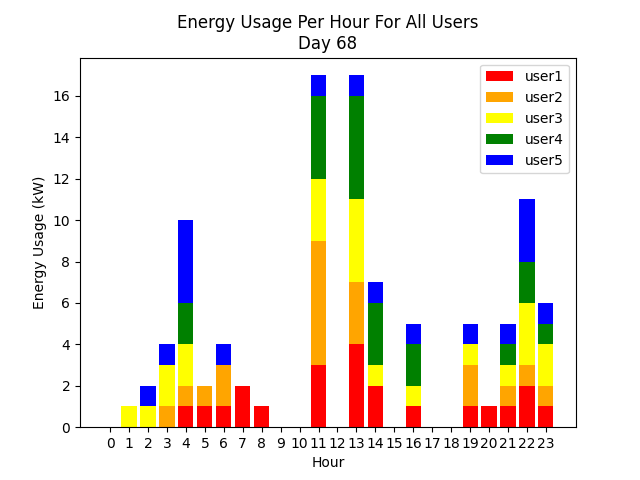 Energy Usage Per Hour For All Users
Day 68
user1
user2
user3
user4
user5
16
14
12
10
8
6
4
2
0
Energy Usage (kW)
0 1 2 3 4 5 6 7 8 9 10 11 12 13 14 15 16 17 18 19 20 21 22 23
Hour